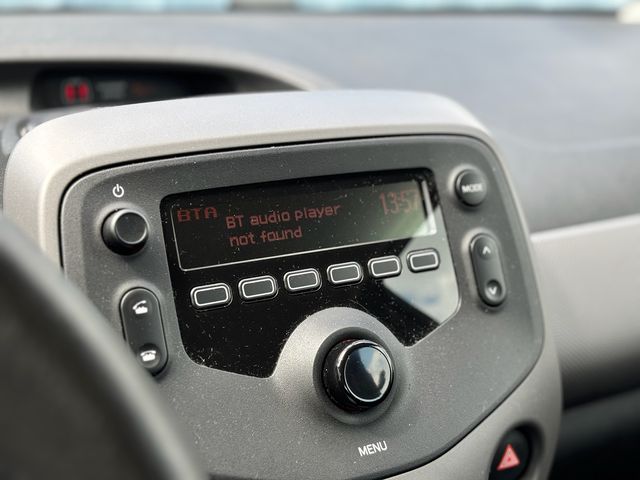 BTA
13:57
BT audio player
not found
MODE
MENU